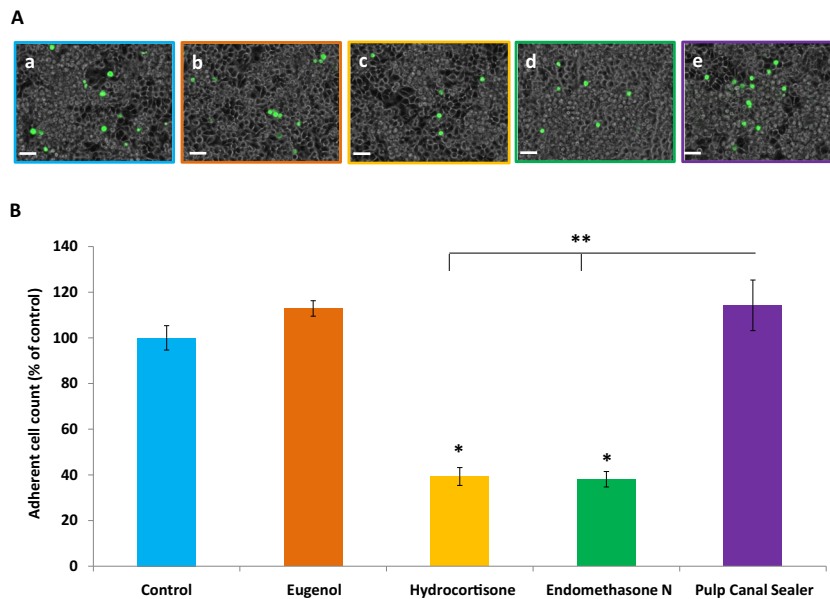 A
a
b
c
d
e
B
Adherent cell count (% of control)
140
120
100
80
60
40
20
0
**
*
*
Control Eugenol Hydrocortisone Endomethasone N Pulp Canal Sealer